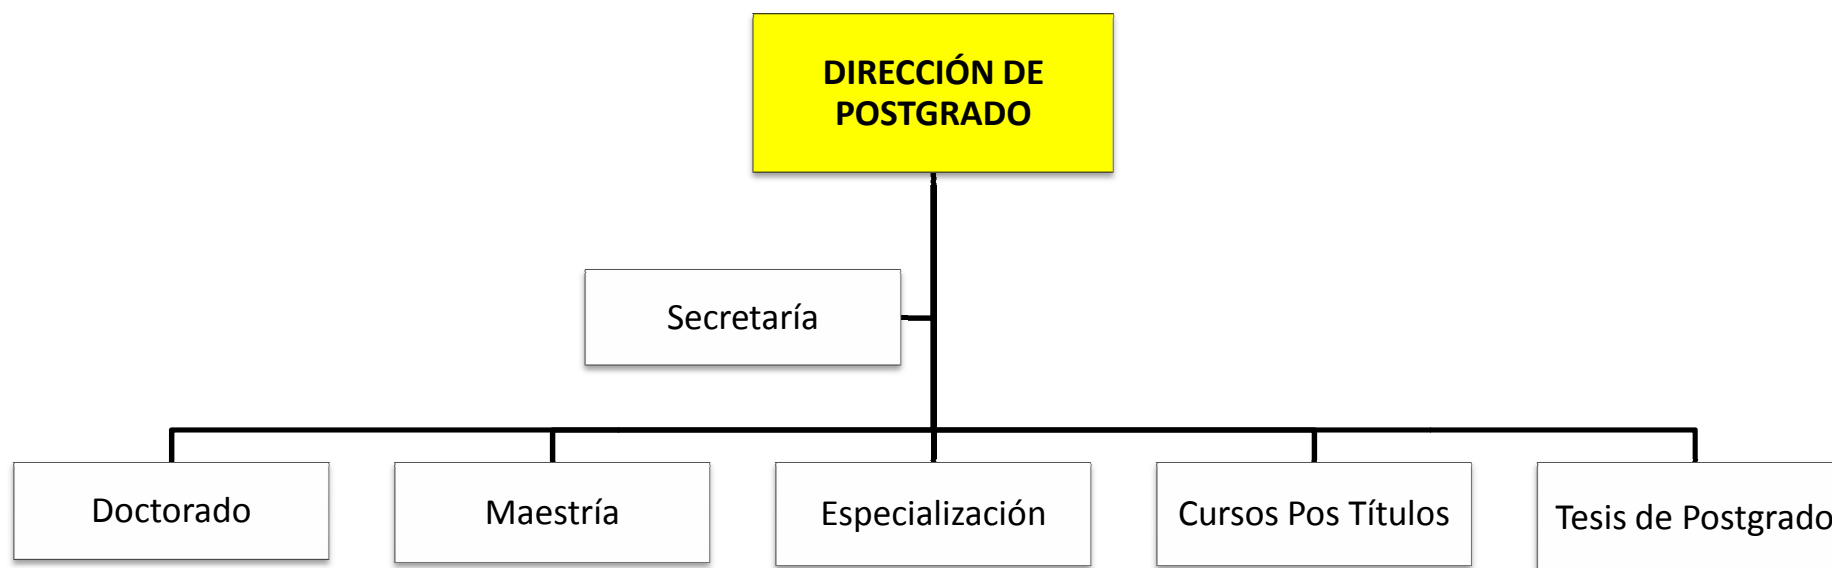 DIRECCIÓN DE
POSTGRADO
Secretaría
Doctorado
Maestría
Especialización
Cursos Pos Títulos
Tesis de Postgrado